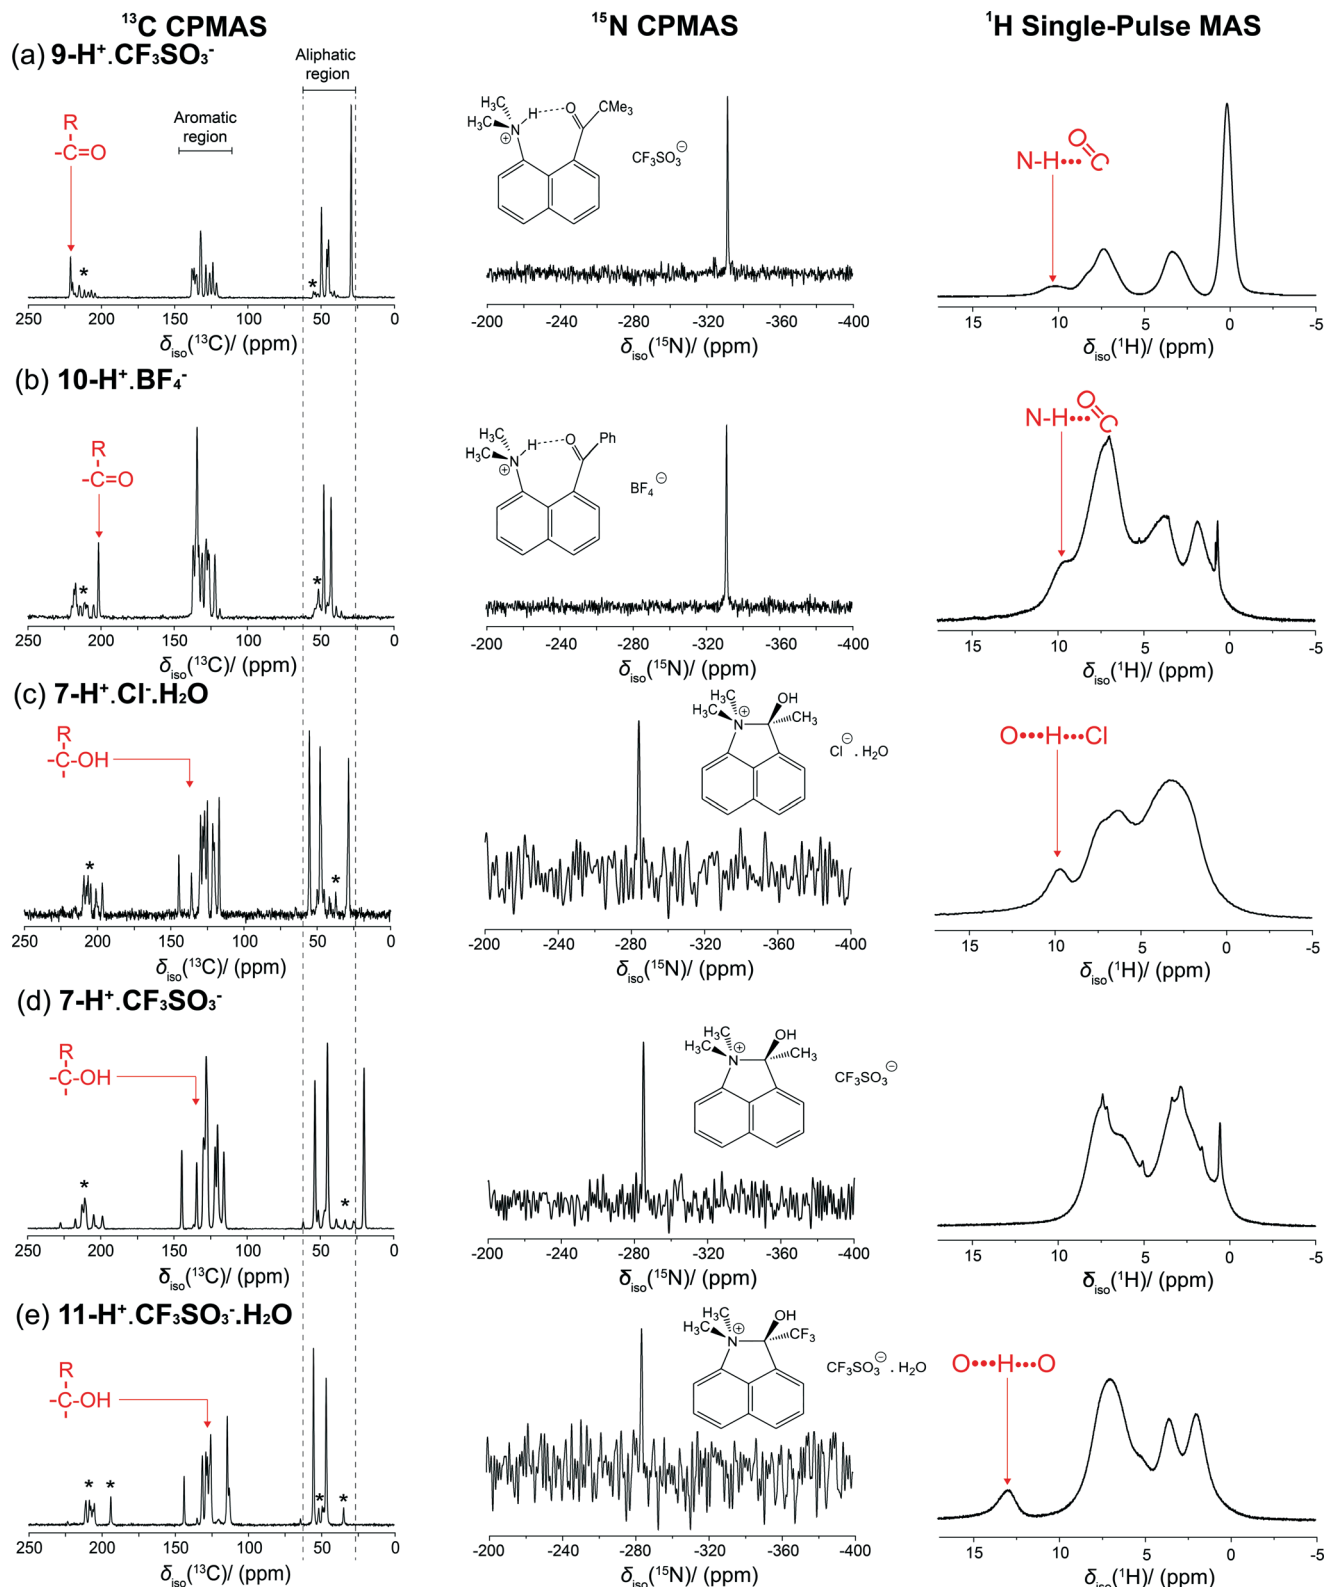 ¹³C CPMAS
¹⁵N CPMAS
¹H Single-Pulse MAS
(a) 9-H⁺.CF₃SO₃⁻
Aliphatic
region
Aromatic
region
R
-C=O
*
*
250 200 150 100 50 0
δiso(¹³C)/ (ppm)
H₃C
H₃C
N
⊕
H
O
CMe₃
CF₃SO₃⊖
-200 -240 -280 -320 -360 -400
δiso(¹⁵N)/ (ppm)
O
N-H•••C
15 10 5 0 -5
δiso(¹H)/ (ppm)
(b) 10-H⁺.BF₄⁻
R
-C=O
*
*
250 200 150 100 50 0
δiso(¹³C)/ (ppm)
H₃C
H₃C
N
⊕
H
O
Ph
BF₄⊖
-200 -240 -280 -320 -360 -400
δiso(¹⁵N)/ (ppm)
O
N-H•••C
15 10 5 0 -5
δiso(¹H)/ (ppm)
(c) 7-H⁺.Cl⁻.H₂O
R
-C-OH
*
*
250 200 150 100 50 0
δiso(¹³C)/ (ppm)
H₃C
H₃C
N
⊕
OH
CH₃
Cl⊖ . H₂O
-200 -240 -280 -320 -360 -400
δiso(¹⁵N)/ (ppm)
O•••H•••Cl
15 10 5 0 -5
δiso(¹H)/ (ppm)
(d) 7-H⁺.CF₃SO₃⁻
R
-C-OH
*
*
250 200 150 100 50 0
δiso(¹³C)/ (ppm)
H₃C
H₃C
N
⊕
OH
CH₃
CF₃SO₃⊖
-200 -240 -280 -320 -360 -400
δiso(¹⁵N)/ (ppm)
15 10 5 0 -5
δiso(¹H)/ (ppm)
(e) 11-H⁺.CF₃SO₃⁻.H₂O
R
-C-OH
* *
* *
250 200 150 100 50 0
δiso(¹³C)/ (ppm)
H₃C
H₃C
N
⊕
OH
CF₃
CF₃SO₃⊖ . H₂O
-200 -240 -280 -320 -360 -400
δiso(¹⁵N)/ (ppm)
O•••H•••O
15 10 5 0 -5
δiso(¹H)/ (ppm)